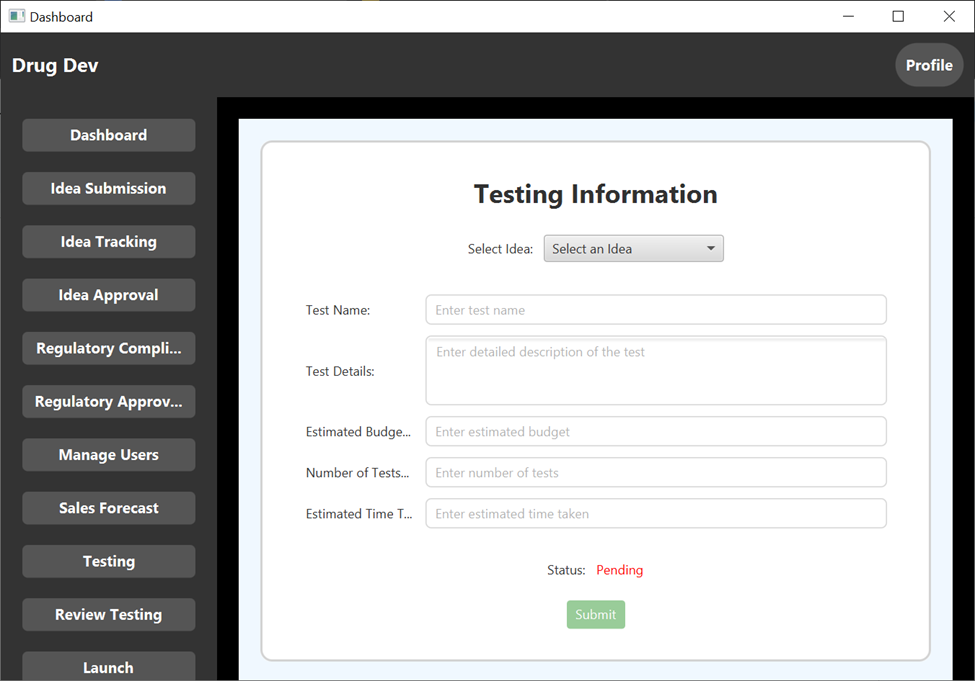 Dashboard
Drug Dev
Profile
Dashboard
Idea Submission
Idea Tracking
Idea Approval
Regulatory Compli...
Regulatory Approv...
Manage Users
Sales Forecast
Testing
Review Testing
Launch
Testing Information
Select Idea: Select an Idea
Test Name: Enter test name
Test Details: Enter detailed description of the test
Estimated Budge... Enter estimated budget
Number of Tests... Enter number of tests
Estimated Time T... Enter estimated time taken
Status: Pending
Submit